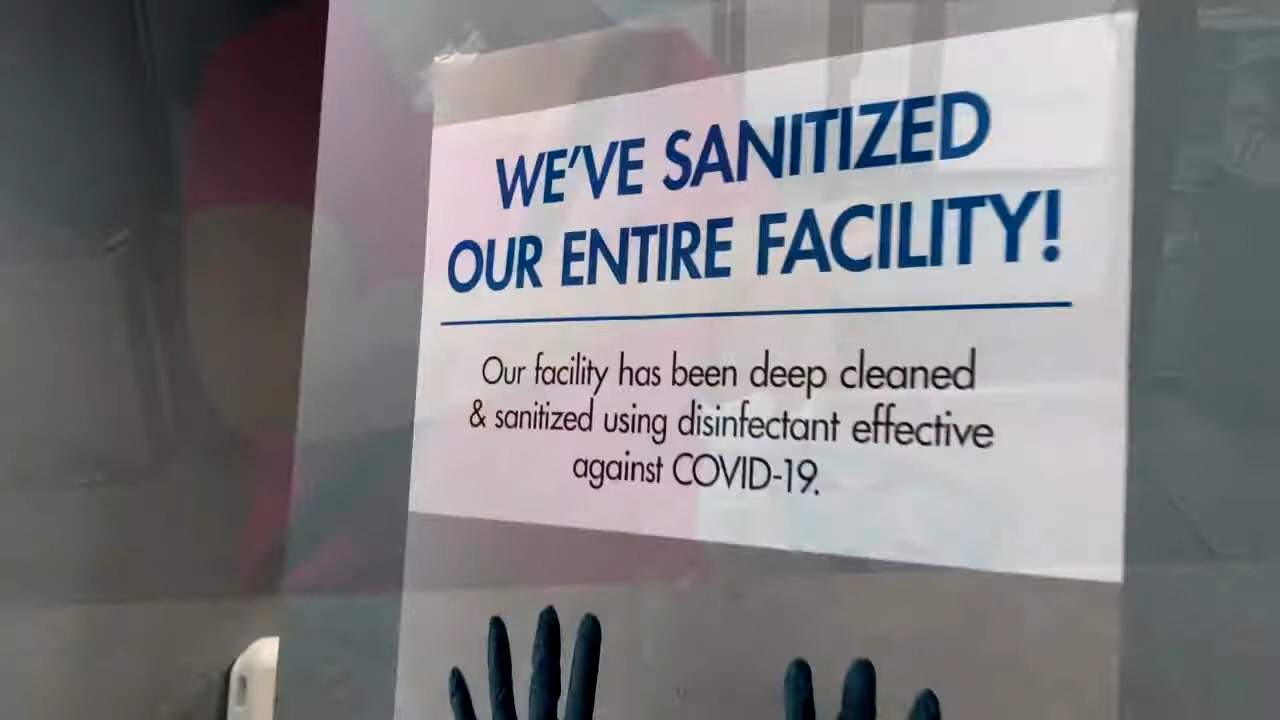 WE'VE SANITIZED
OUR ENTIRE FACILITY!
Our facility has been deep cleaned
& sanitized using disinfectant effective
against COVID-19.